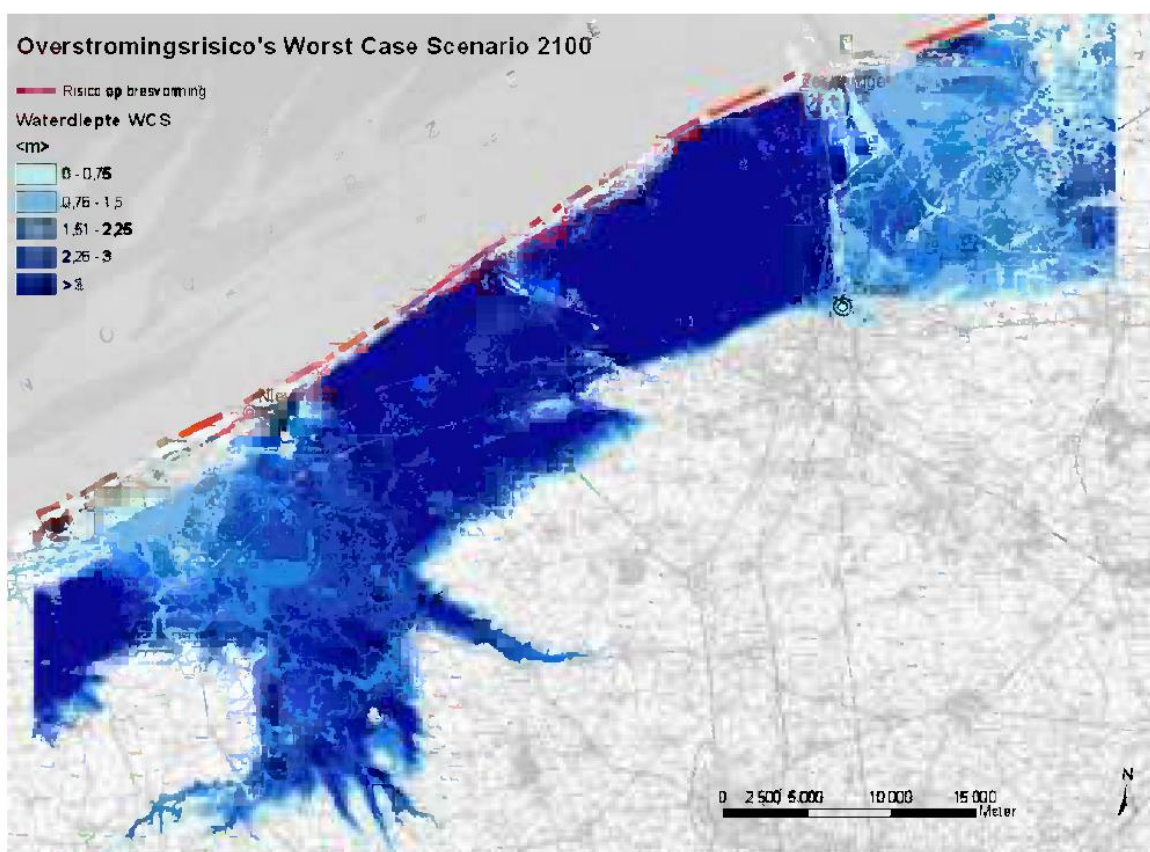 Overstromingsrisico's Worst Case Scenario 2100
Risico op bresvorming
Waterdiepte WCS
<m>
0 - 0,75
0,76 - 1,5
1,51 - 2,25
2,26 - 3
>3
N
0 2 500 5 000 10 000 15 000
Meter